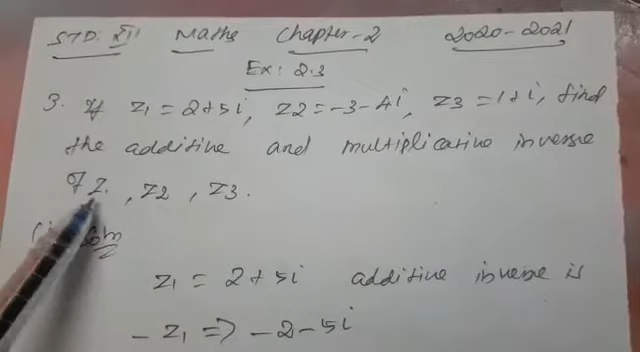 STD: XII Maths Chapter-2 2020-2021
Ex: 2.3
3. If z1 = 2+5i, z2 = -3-4i, z3 = 1+i, find
the additive and multiplicative inverse
of z, z2, z3.
Soln
z1 = 2+5i additive inverse is
-z1 => -2-5i